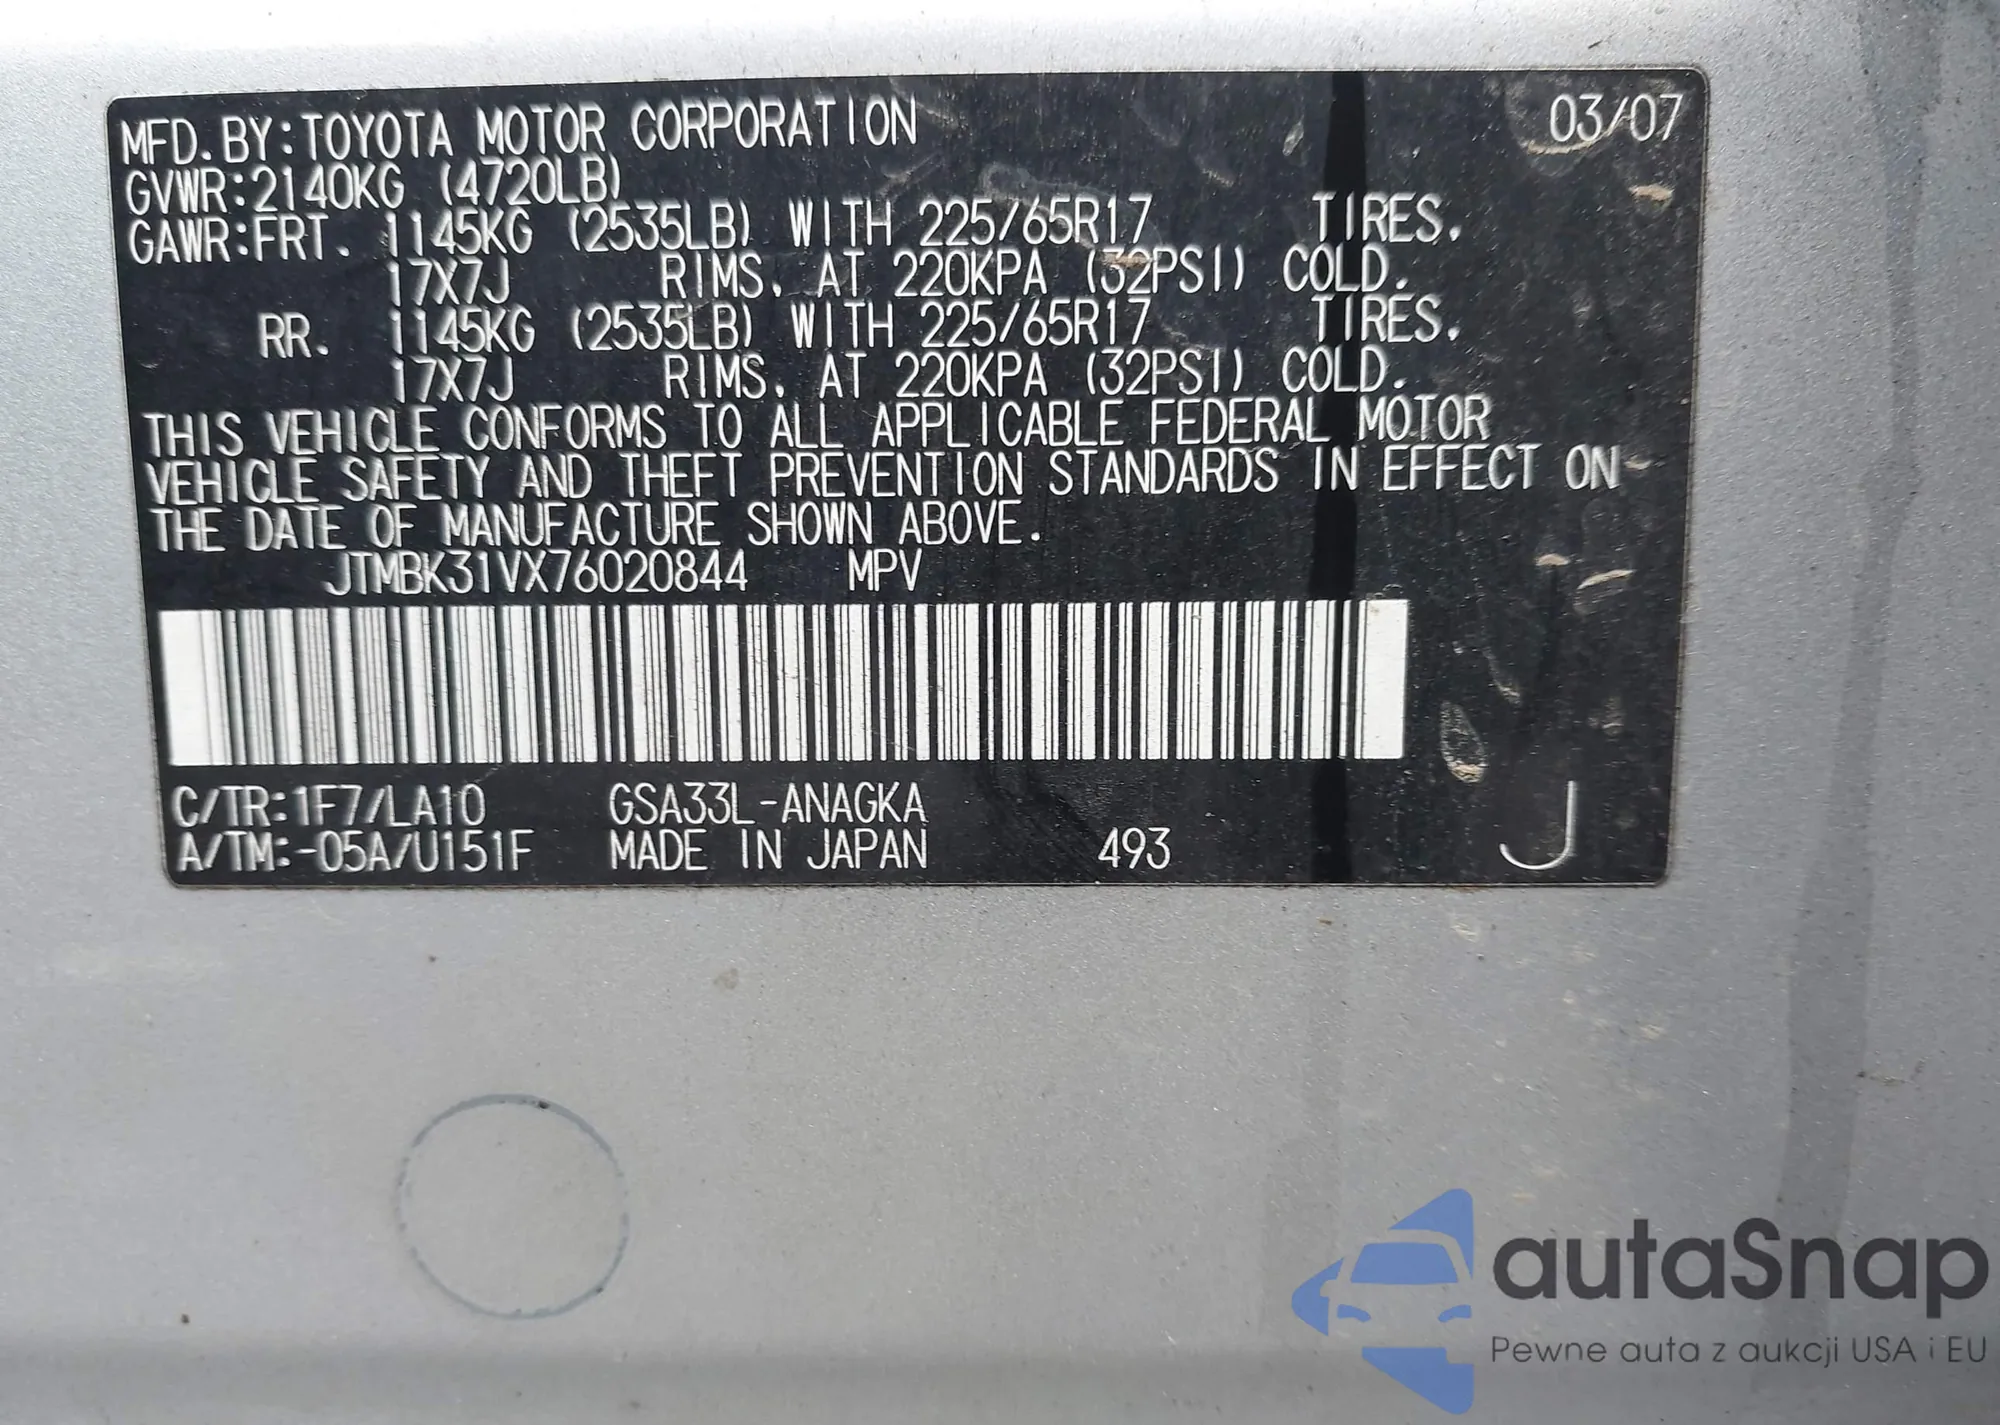 MFD.BY:TOYOTA MOTOR CORPORATION 03/07
GVWR:2140KG (4720LB)
GAWR:FRT. 1145KG (2535LB) WITH 225/65R17 TIRES.
17X7J RIMS. AT 220KPA (32PSI) COLD.
RR. 1145KG (2535LB) WITH 225/65R17 TIRES.
17X7J RIMS. AT 220KPA (32PSI) COLD.
THIS VEHICLE CONFORMS TO ALL APPLICABLE FEDERAL MOTOR
VEHICLE SAFETY AND THEFT PREVENTION STANDARDS IN EFFECT ON
THE DATE OF MANUFACTURE SHOWN ABOVE.
JTMBK31VX76020844 MPV
C/TR:1F7/LA10 GSA33L-ANAGKA
A/TM:-05A/U151F MADE IN JAPAN 493 J
autaSnap
Pewne auta z aukcji USA i EU